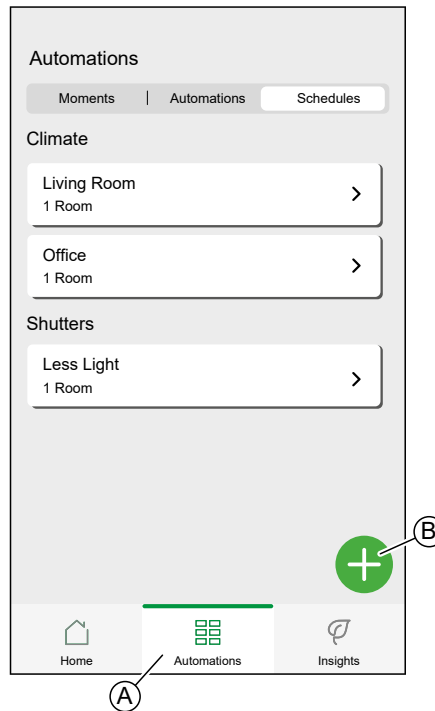 Automations
Moments | Automations Schedules
Climate
Living Room
1 Room
Office
1 Room
Shutters
Less Light
1 Room
B
Home Automations Insights
A